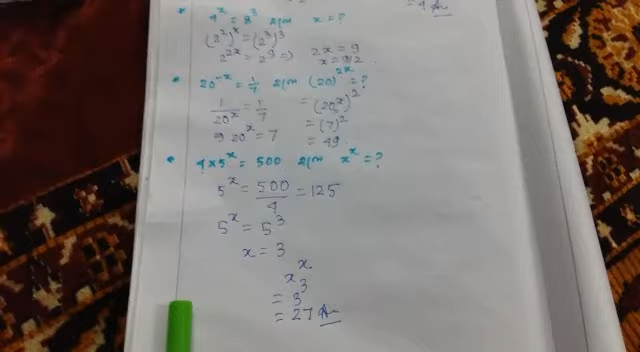 = 4 Ans
* 4^x = 8^3 হলে x = ?
(2^2)^x = (2^3)^3
2^{2x} = 2^9 => 2x = 9
x = 9/2
* 20^{-x} = 1/7 হলে (20)^{2x} = ?
1/20^x = 1/7 = (20^x)^2
=> 20^x = 7 = (7)^2
= 49
* 4×5^x = 500 হলে x^x = ?
5^x = 500/4 = 125
5^x = 5^3
x = 3
x^x
= 3^3
= 27 Ans